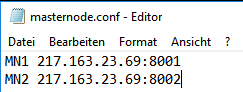 masternode.conf - Editor
Datei Bearbeiten Format Ansicht ?
MN1 217.163.23.69:8001
MN2 217.163.23.69:8002